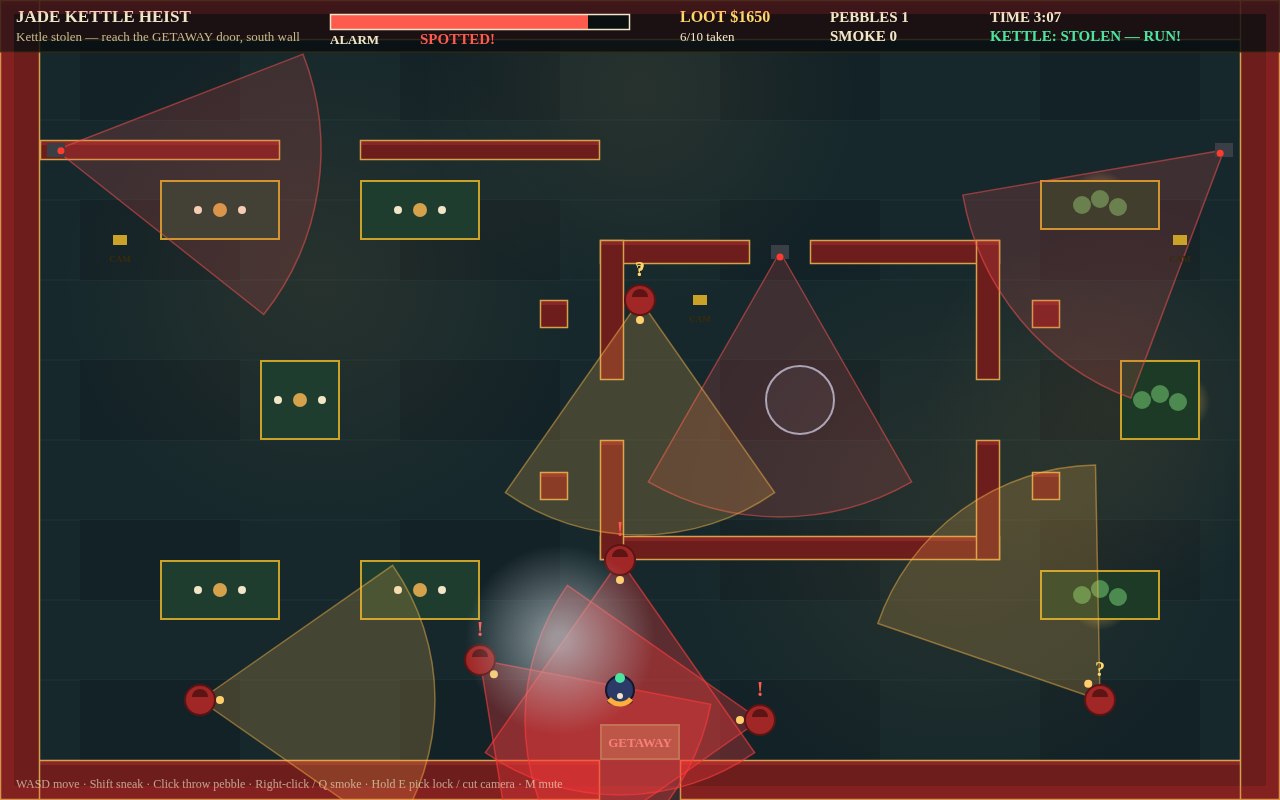 JADE KETTLE HEIST
Kettle stolen — reach the GETAWAY door, south wall
ALARM
SPOTTED!
LOOT $1650
6/10 taken
PEBBLES 1
SMOKE 0
TIME 3:07
KETTLE: STOLEN — RUN!
CAM
?
CAM
!
!
!
?
GETAWAY
WASD move · Shift sneak · Click throw pebble · Right-click / Q smoke · Hold E pick lock / cut camera · M mute